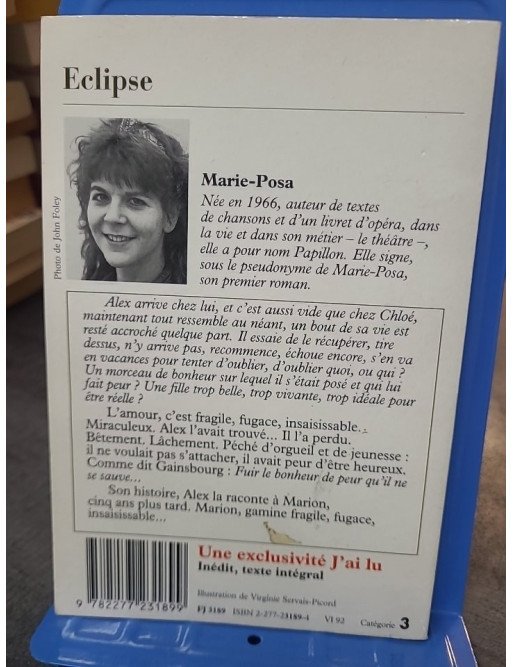 Eclipse
Photo de John Foley
Marie-Posa
Née en 1966, auteur de textes
de chansons et d'un livret d'opéra, dans
la vie et dans son métier – le théâtre –,
elle a pour nom Papillon. Elle signe,
sous le pseudonyme de Marie-Posa,
son premier roman.
Alex arrive chez lui, et c'est aussi vide que chez Chloé,
maintenant tout ressemble au néant, un bout de sa vie est
resté accroché quelque part. Il essaie de le récupérer, tire
dessus, n'y arrive pas, recommence, échoue encore, s'en va
en vacances pour tenter d'oublier, d'oublier quoi, ou qui ?
Un morceau de bonheur sur lequel il s'était posé et qui lui
fait peur ? Une fille trop belle, trop vivante, trop idéale pour
être réelle ?
L'amour, c'est fragile, fugace, insaisissable...
Miraculeux. Alex l'avait trouvé... Il l'a perdu.
Bêtement. Lâchement. Péché d'orgueil et de jeunesse :
il ne voulait pas s'attacher, il avait peur d'être heureux.
Comme dit Gainsbourg : Fuir le bonheur de peur qu'il ne
se sauve...
Son histoire, Alex la raconte à Marion,
cinq ans plus tard. Marion, gamine fragile, fugace,
insaisissable...
Une exclusivité J'ai lu
Inédit, texte intégral
Illustration de Virginie Servais-Picord
9 782277 231899
FJ 3189 ISBN 2-277-23189-4 VI 92 Catégorie 3